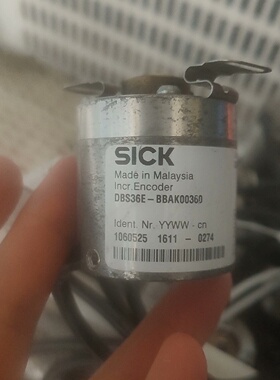 SICK
Made in Malaysia
Incr.Encoder
DBS36E-BBAK00360
Ident. Nr. YYWW - cn
1060525 1611 - 0274